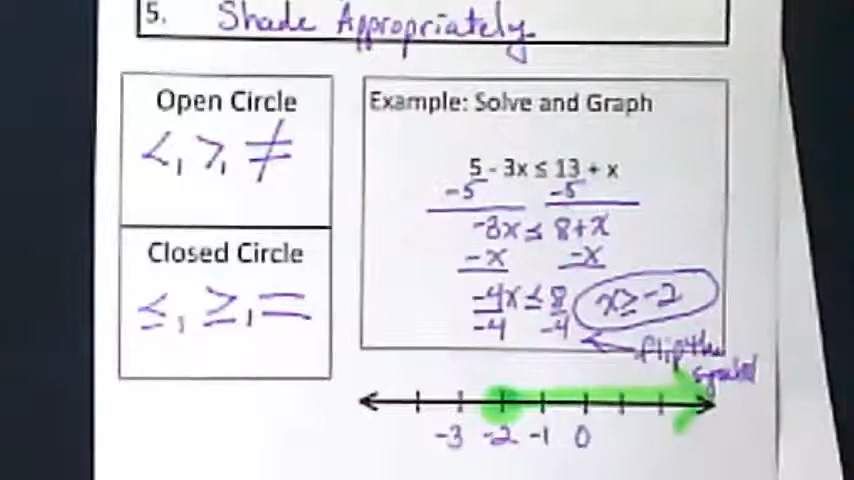 5. Shade Appropriately
Open Circle
<, >, ≠
Closed Circle
≤, ≥, =
Example: Solve and Graph
5 - 3x ≤ 13 + x
-5 -5
-3x ≤ 8+x
-x -x
-4x ≤ 8
-4 -4
x ≥ -2
flip the
symbol
-3 -2 -1 0